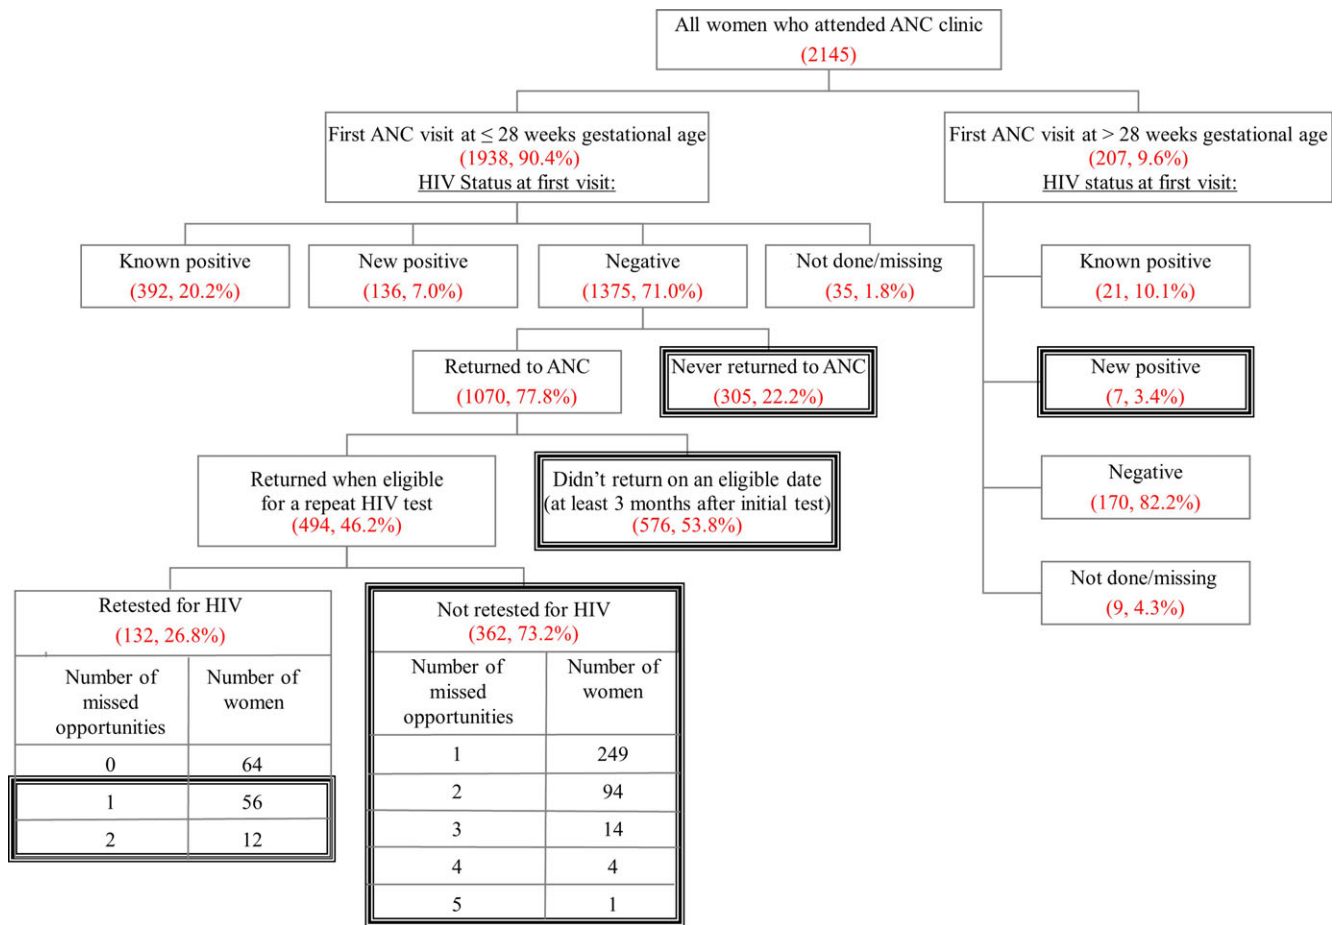 All women who attended ANC clinic
(2145)
First ANC visit at ≤ 28 weeks gestational age
(1938, 90.4%)
HIV Status at first visit:
First ANC visit at > 28 weeks gestational age
(207, 9.6%)
HIV status at first visit:
Known positive
(392, 20.2%)
New positive
(136, 7.0%)
Negative
(1375, 71.0%)
Not done/missing
(35, 1.8%)
Known positive
(21, 10.1%)
Returned to ANC
(1070, 77.8%)
Never returned to ANC
(305, 22.2%)
New positive
(7, 3.4%)
Returned when eligible
for a repeat HIV test
(494, 46.2%)
Didn't return on an eligible date
(at least 3 months after initial test)
(576, 53.8%)
Negative
(170, 82.2%)
Not done/missing
(9, 4.3%)
Retested for HIV
(132, 26.8%)
Number of missed opportunities Number of women
0 64
1 56
2 12
Not retested for HIV
(362, 73.2%)
Number of missed opportunities Number of women
1 249
2 94
3 14
4 4
5 1